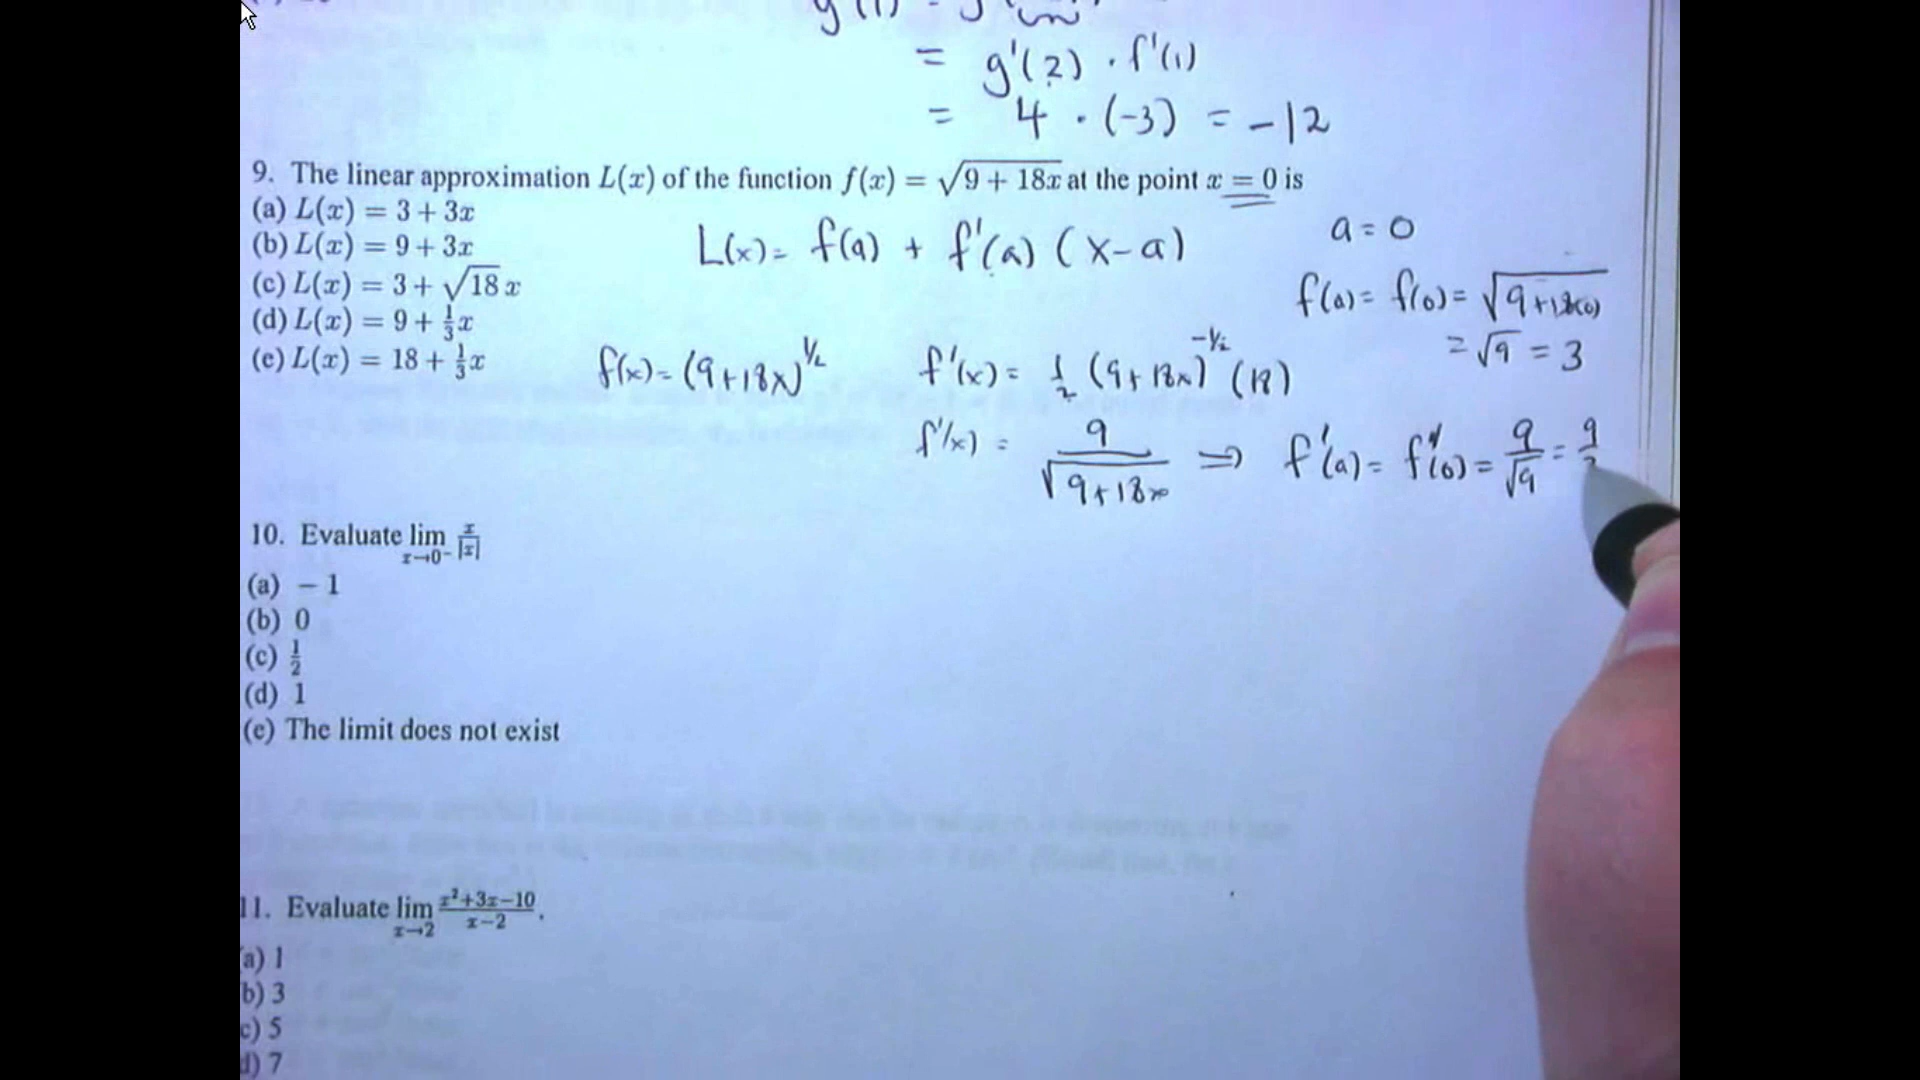 = g'(2) · f'(1)
= 4 · (-3) = -12
9. The linear approximation L(x) of the function f(x) = √(9 + 18x) at the point x = 0 is
(a) L(x) = 3 + 3x
(b) L(x) = 9 + 3x
(c) L(x) = 3 + √18 x
(d) L(x) = 9 + 1/3 x
(e) L(x) = 18 + 1/3 x
L(x) = f(a) + f'(a) (x-a)
a = 0
f(a) = f(0) = √(9+18(0))
= √9 = 3
f(x) = (9+18x)^1/2
f'(x) = 1/2 (9+18x)^-1/2 (18)
f'(x) = 9/√(9+18x) ⇒ f'(a) = f'(0) = 9/√9 = 9/
10. Evaluate lim x→0⁻ x/|x|
(a) - 1
(b) 0
(c) 1/2
(d) 1
(e) The limit does not exist
11. Evaluate lim x→2 (x²+3x-10)/(x-2).
a) 1
b) 3
c) 5
d) 7